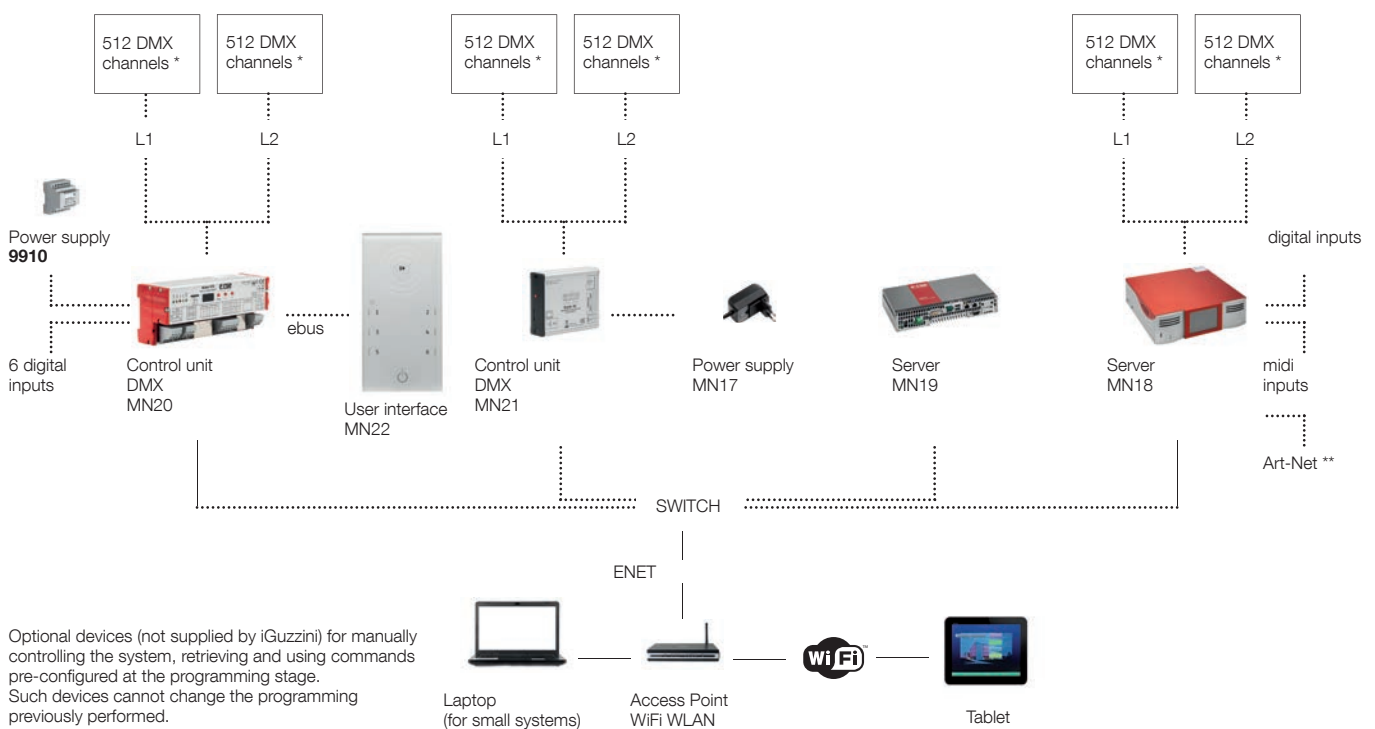 512 DMX
channels *
512 DMX
channels *
512 DMX
channels *
512 DMX
channels *
512 DMX
channels *
512 DMX
channels *
L1
L2
L1
L2
L1
L2
Power supply
9910
digital inputs
ebus
6 digital
inputs
Control unit
DMX
MN20
User interface
MN22
Control unit
DMX
MN21
Power supply
MN17
Server
MN19
Server
MN18
midi
inputs
Art-Net **
SWITCH
ENET
Optional devices (not supplied by iGuzzini) for manually
controlling the system, retrieving and using commands
pre-configured at the programming stage.
Such devices cannot change the programming
previously performed.
Laptop
(for small systems)
Access Point
WiFi WLAN
Wi Fi
Tablet